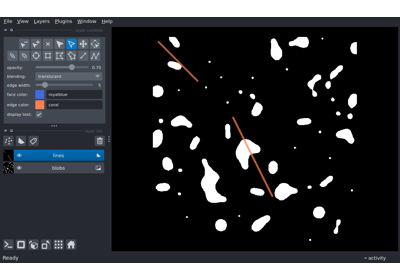 File View Layers Plugins Window Help
opacity: 0.70
blending: translucent
edge width: 5
face color: royalblue
edge color: coral
display text: ✓
lines
blobs
Ready
activity